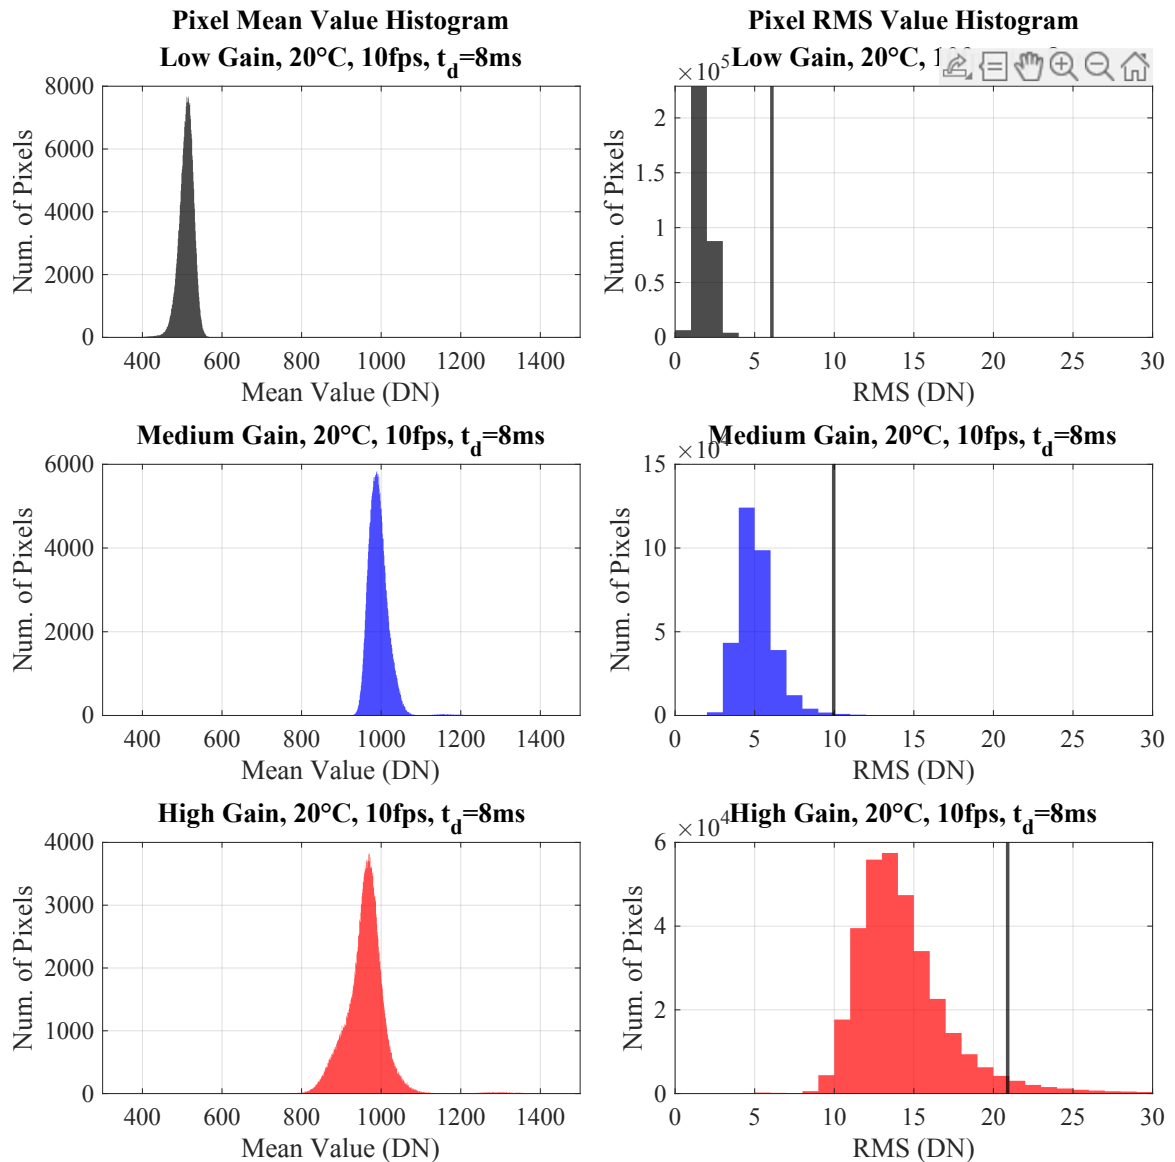 Pixel Mean Value Histogram
Low Gain, 20°C, 10fps, t_d=8ms
8000
6000
4000
2000
0
Num. of Pixels
400 600 800 1000 1200 1400
Mean Value (DN)
Pixel RMS Value Histogram
×10^5
Low Gain, 20°C,
2
1.5
1
0.5
0
Num. of Pixels
0 5 10 15 20 25 30
RMS (DN)
Medium Gain, 20°C, 10fps, t_d=8ms
6000
4000
2000
0
Num. of Pixels
400 600 800 1000 1200 1400
Mean Value (DN)
Medium Gain, 20°C, 10fps, t_d=8ms
×10^4
15
10
5
0
Num. of Pixels
0 5 10 15 20 25 30
RMS (DN)
High Gain, 20°C, 10fps, t_d=8ms
4000
3000
2000
1000
0
Num. of Pixels
400 600 800 1000 1200 1400
Mean Value (DN)
High Gain, 20°C, 10fps, t_d=8ms
×10^4
6
4
2
0
Num. of Pixels
0 5 10 15 20 25 30
RMS (DN)